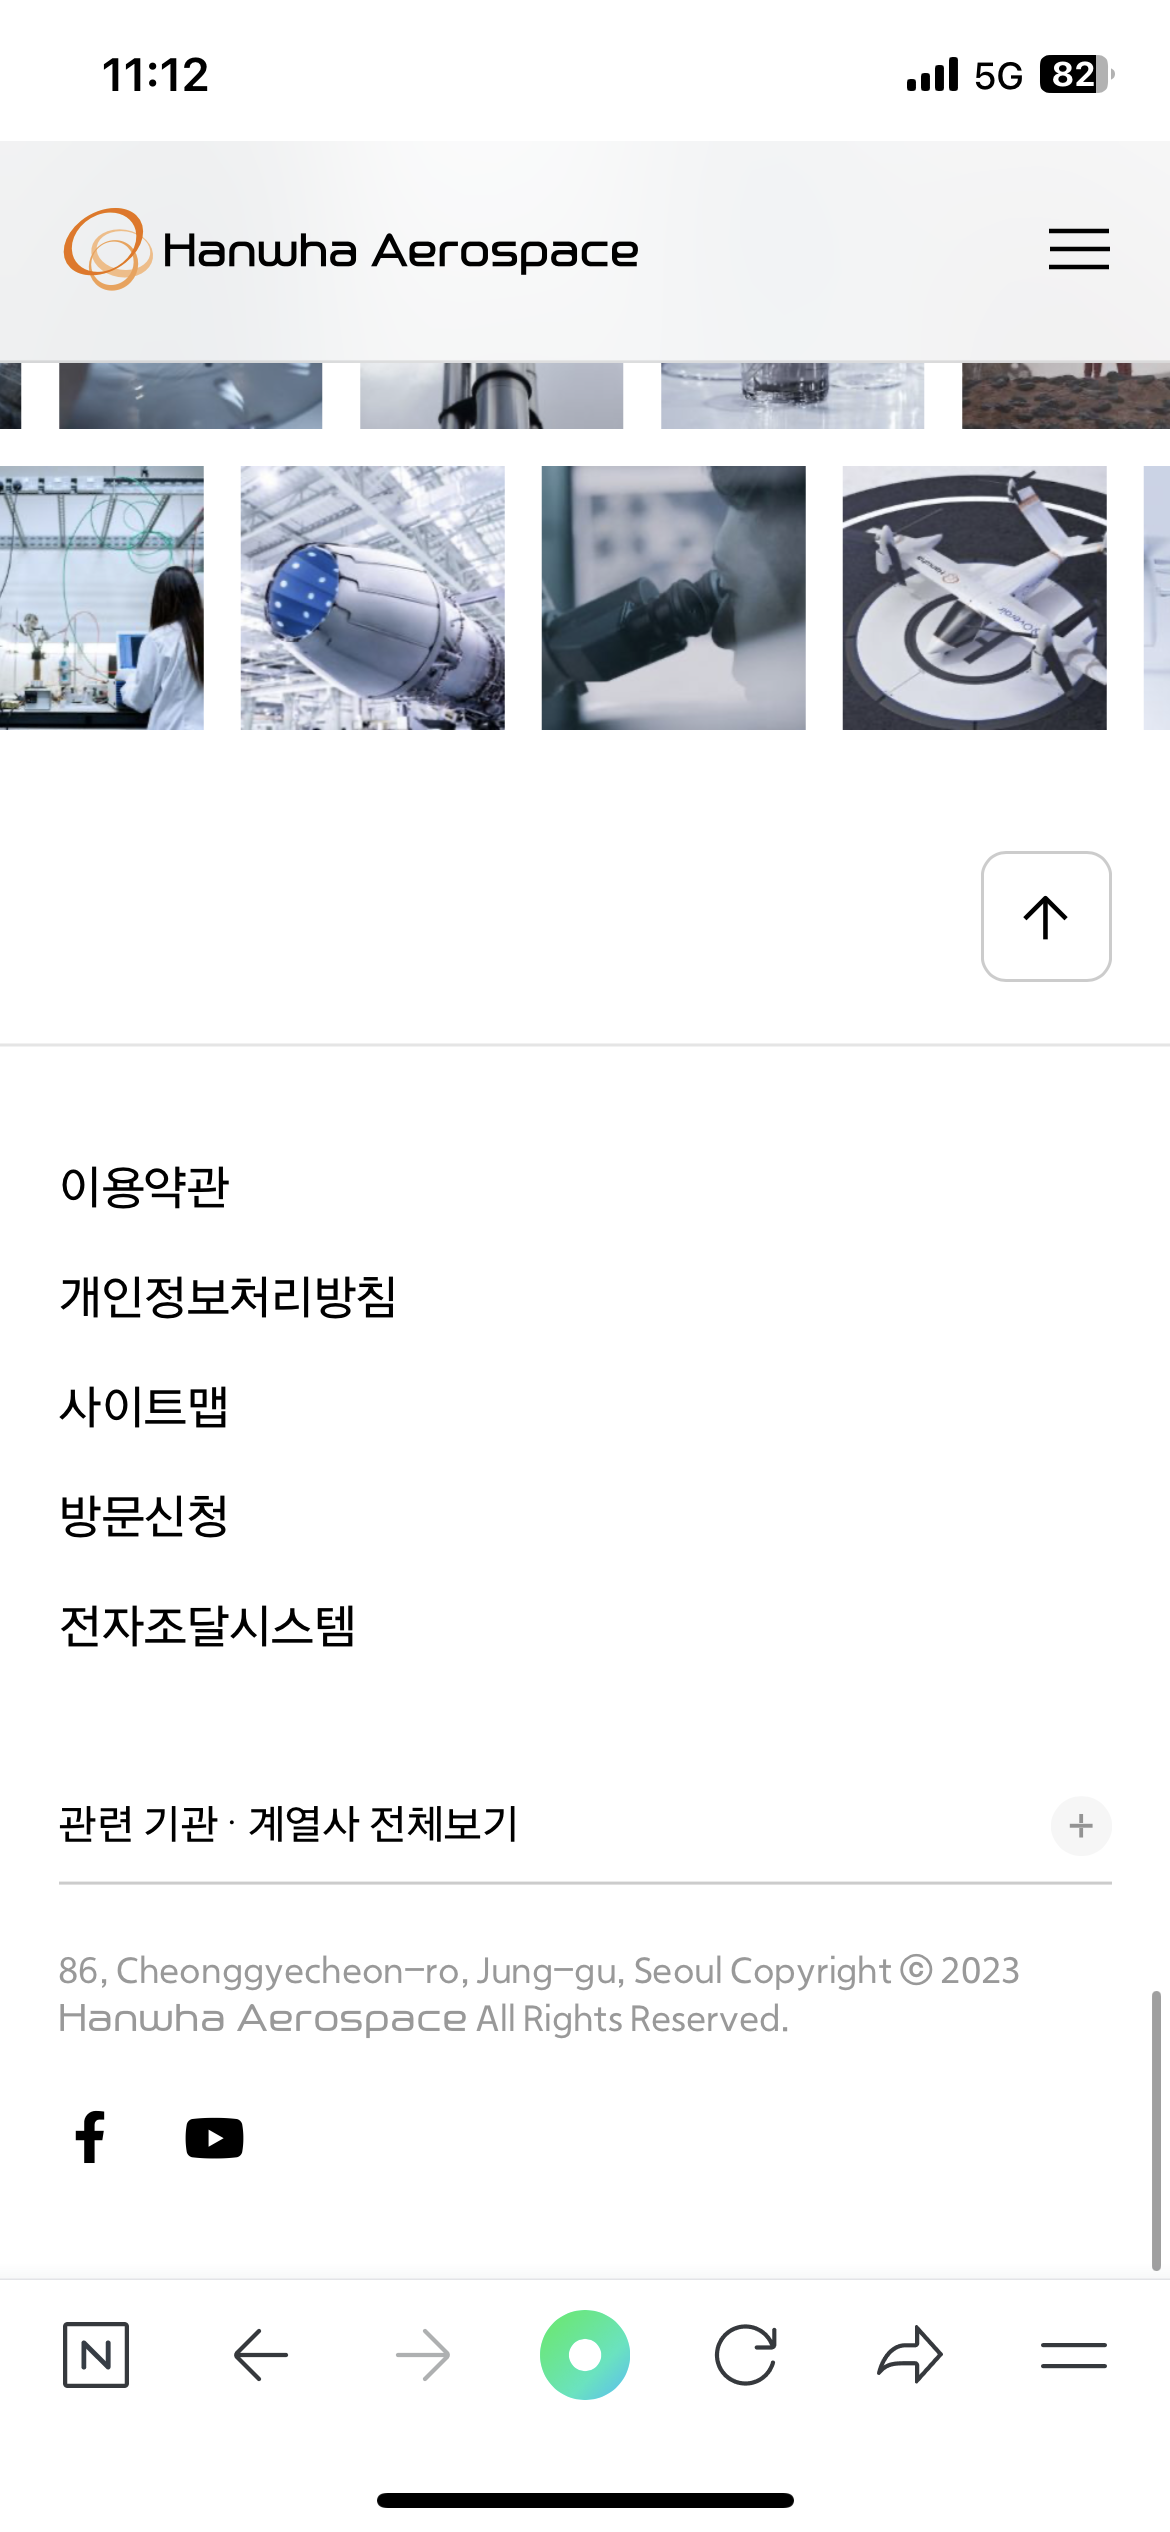 11:12
5G
82
Hanwha Aerospace
이용약관
개인정보처리방침
사이트맵
방문신청
전자조달시스템
관련 기관 · 계열사 전체보기
86, Cheonggyecheon-ro, Jung-gu, Seoul Copyright ⓒ 2023
Hanwha Aerospace All Rights Reserved.
N